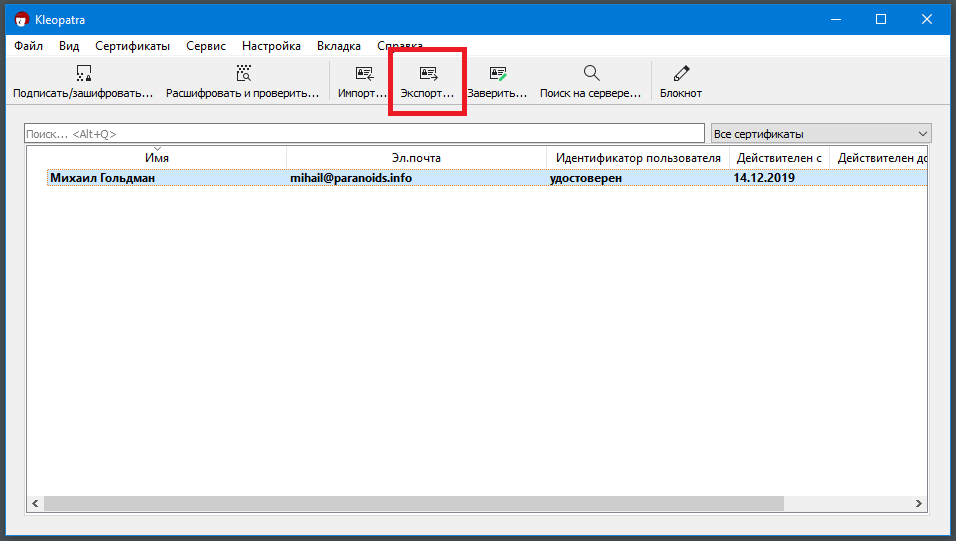 Kleopatra
Файл Вид Сертификаты Сервис Настройка Вкладка Справка
Подписать/зашифровать... Расшифровать и проверить... Импорт... Экспорт... Заверить... Поиск на сервере... Блокнот
Поиск... <Alt+Q> Все сертификаты
Имя Эл.почта Идентификатор пользователя Действителен с Действителен до
Михаил Гольдман mihail@paranoids.info удостоверен 14.12.2019